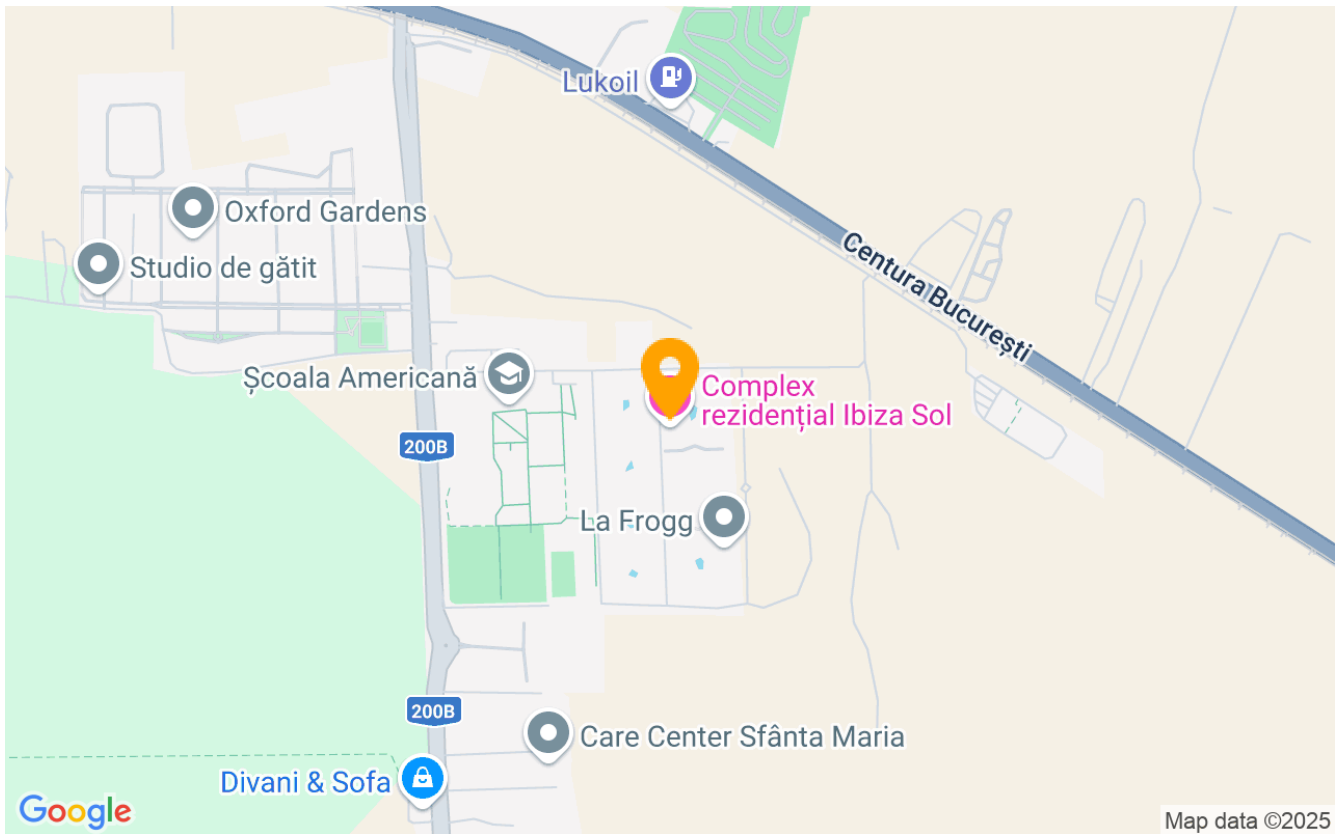 Lukoil
Oxford Gardens
Studio de gătit
Centura București
Școala Americană
Complex
rezidențial Ibiza Sol
200B
La Frogg
200B
Care Center Sfânta Maria
Divani & Sofa
Google
Map data ©2025